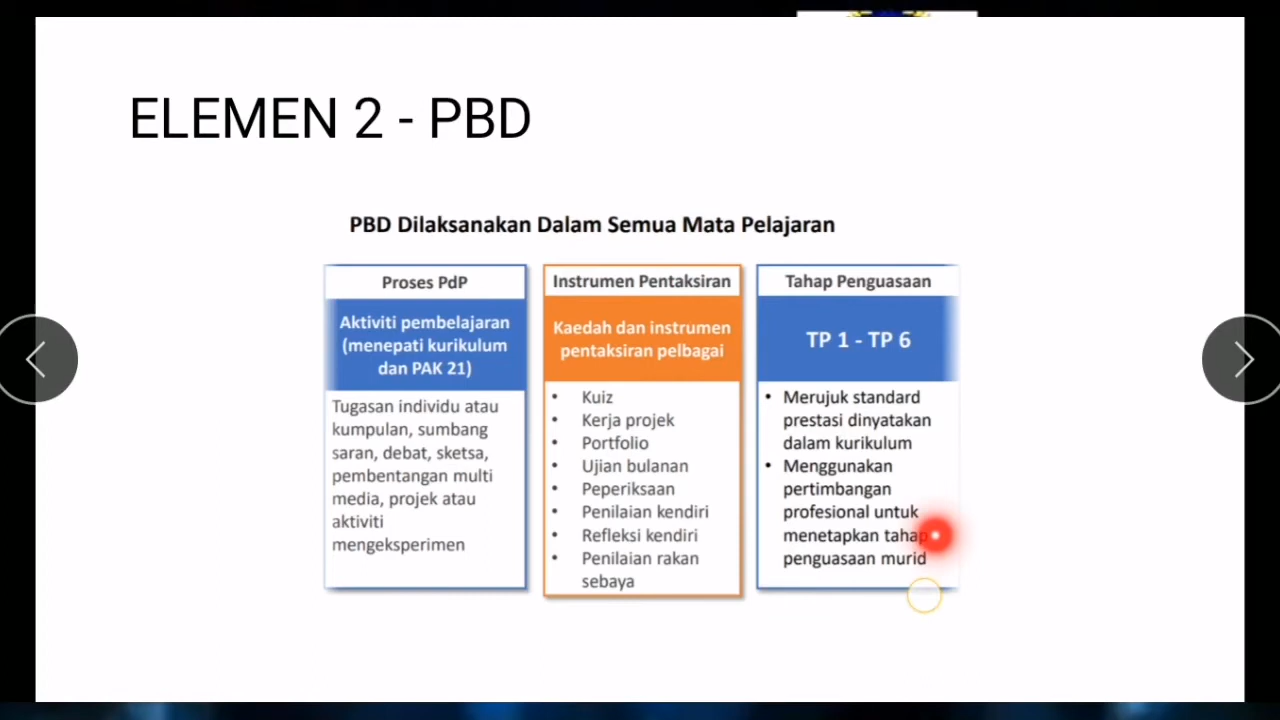 ELEMEN 2 - PBD
PBD Dilaksanakan Dalam Semua Mata Pelajaran
Proses PdP
Aktiviti pembelajaran
(menepati kurikulum
dan PAK 21)
Tugasan individu atau
kumpulan, sumbang
saran, debat, sketsa,
pembentangan multi
media, projek atau
aktiviti
mengeksperimen
Instrumen Pentaksiran
Kaedah dan instrumen
pentaksiran pelbagai
• Kuiz
• Kerja projek
• Portfolio
• Ujian bulanan
• Peperiksaan
• Penilaian kendiri
• Refleksi kendiri
• Penilaian rakan
sebaya
Tahap Penguasaan
TP 1 - TP 6
• Merujuk standard
prestasi dinyatakan
dalam kurikulum
• Menggunakan
pertimbangan
profesional untuk
menetapkan tahap
penguasaan murid